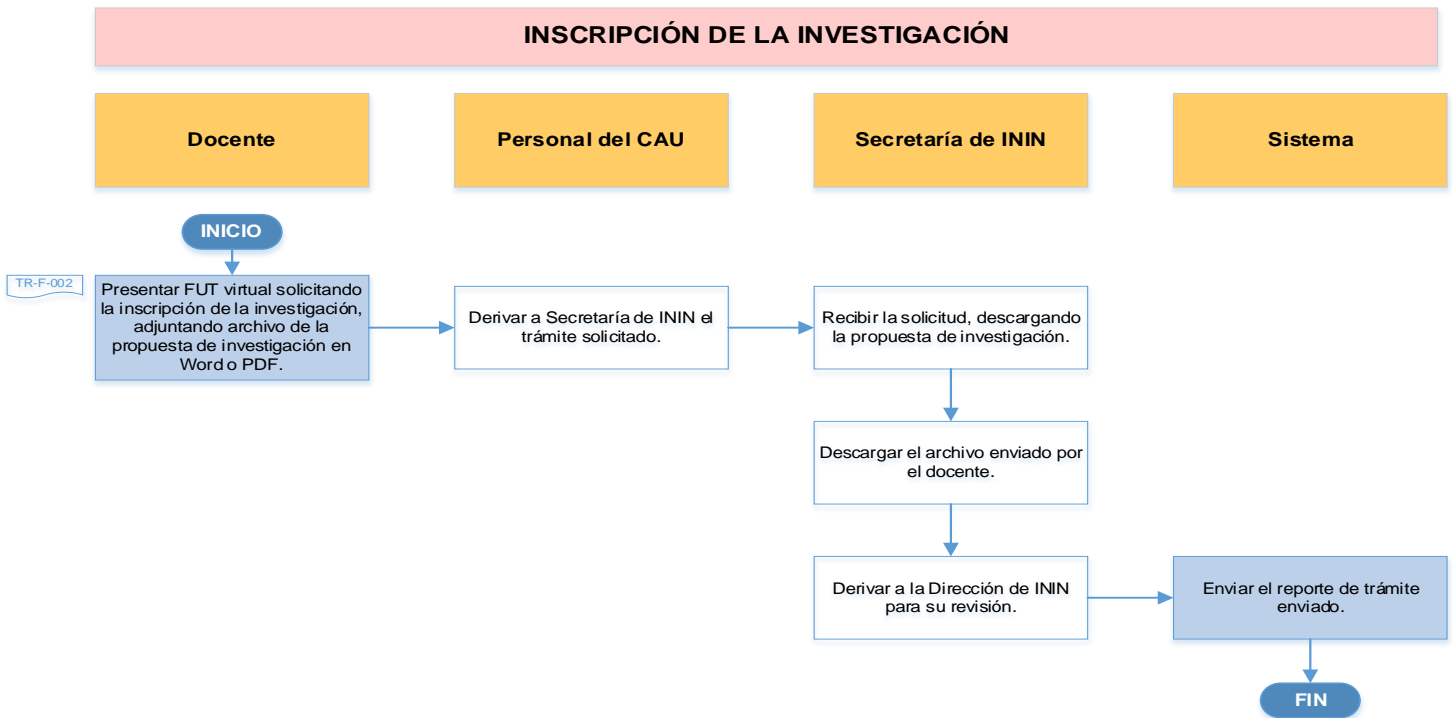 INSCRIPCIÓN DE LA INVESTIGACIÓN
Docente
Personal del CAU
Secretaría de ININ
Sistema
INICIO
TR-F-002
Presentar FUT virtual solicitando
la inscripción de la investigación,
adjuntando archivo de la
propuesta de investigación en
Word o PDF.
Derivar a Secretaría de ININ el
trámite solicitado.
Recibir la solicitud, descargando
la propuesta de investigación.
Descargar el archivo enviado por
el docente.
Derivar a la Dirección de ININ
para su revisión.
Enviar el reporte de trámite
enviado.
FIN